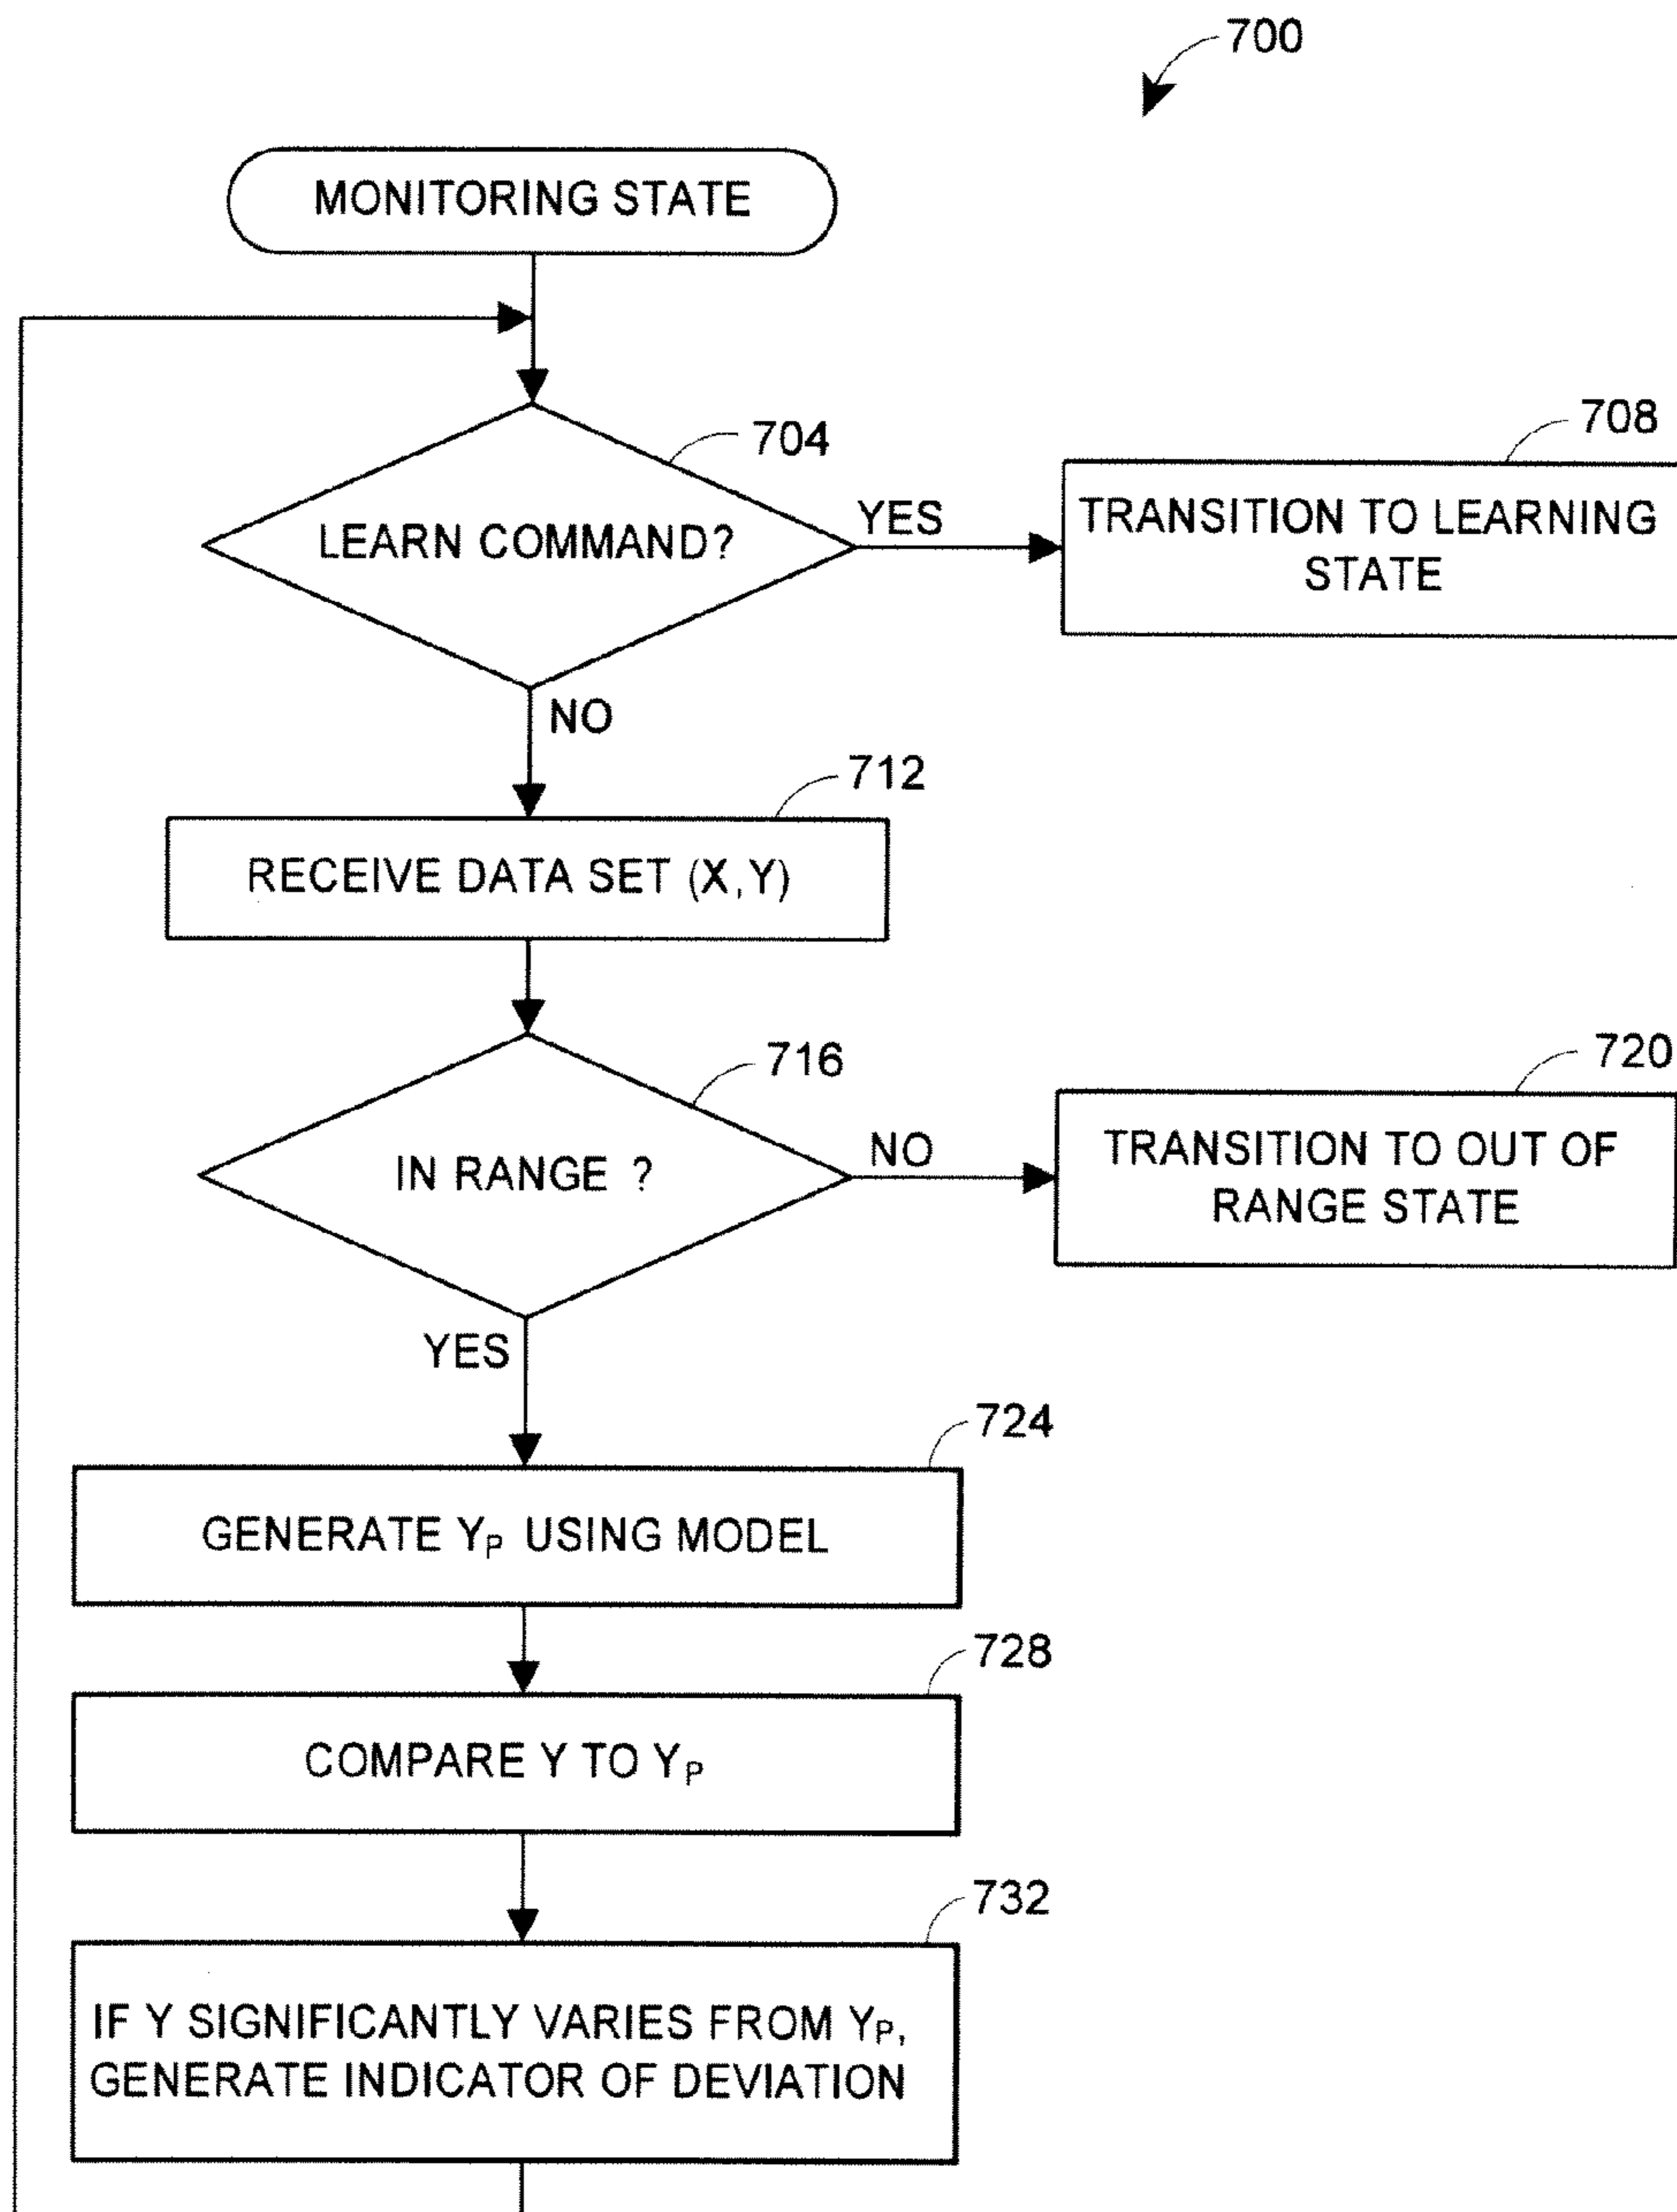 700
MONITORING STATE
704
LEARN COMMAND?
YES
708
TRANSITION TO LEARNING
STATE
NO
712
RECEIVE DATA SET (X,Y)
716
IN RANGE ?
NO
720
TRANSITION TO OUT OF
RANGE STATE
YES
724
GENERATE YP USING MODEL
728
COMPARE Y TO YP
732
IF Y SIGNIFICANTLY VARIES FROM YP,
GENERATE INDICATOR OF DEVIATION